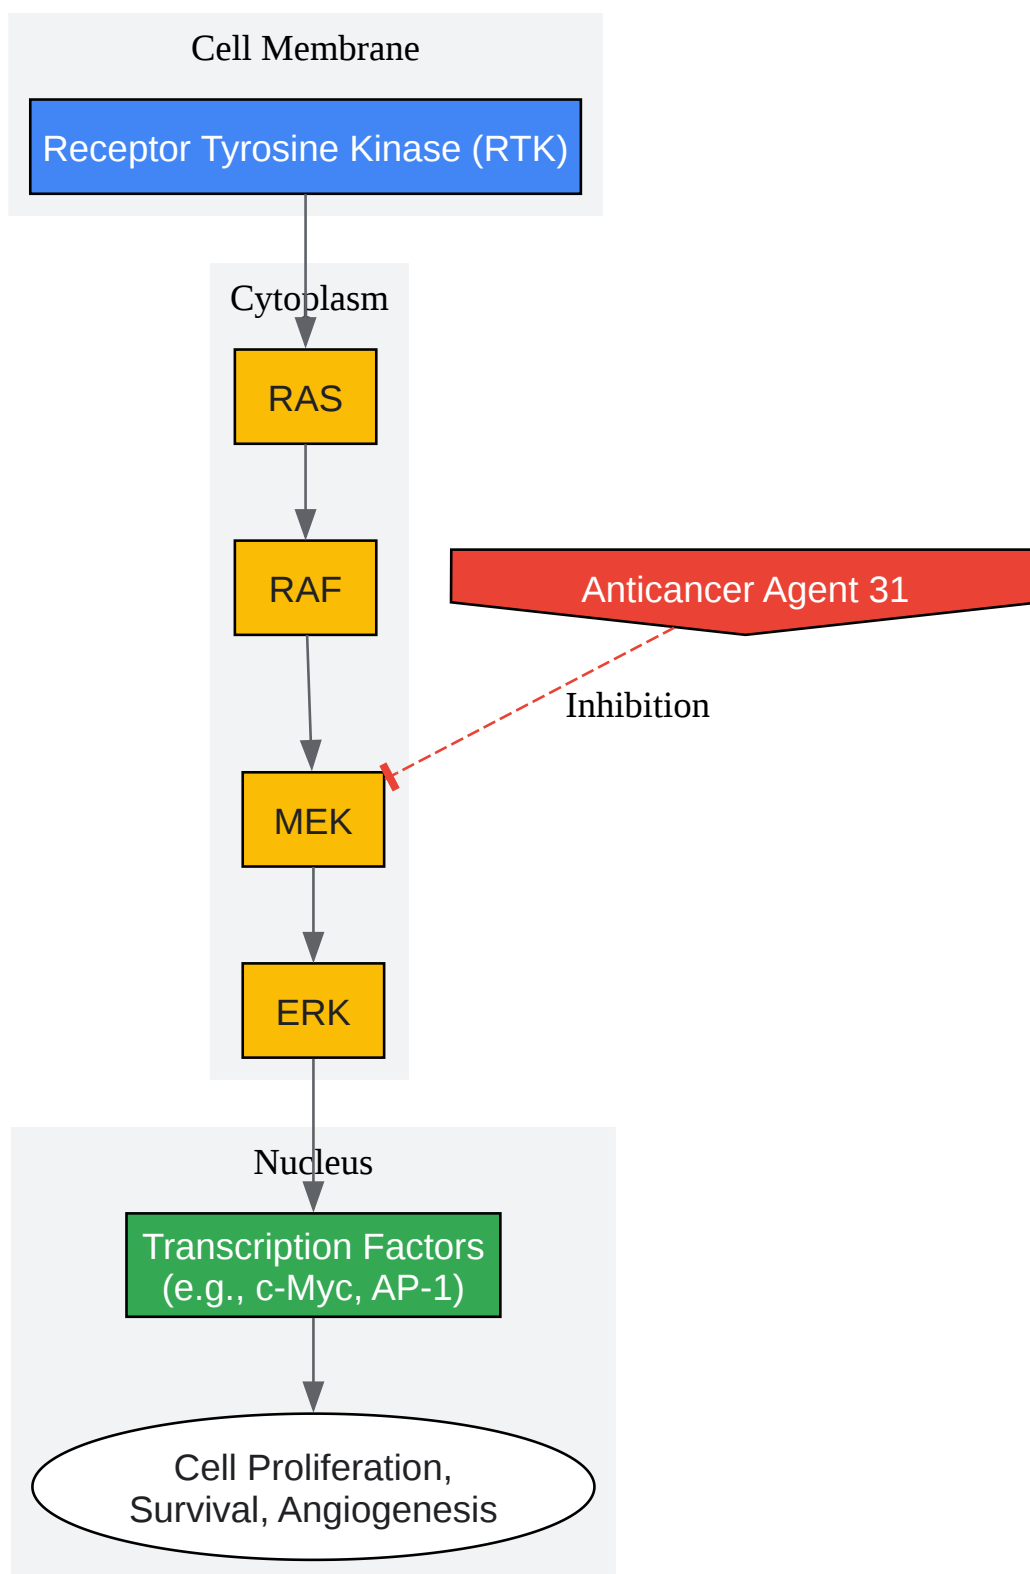 Cell Membrane
Receptor Tyrosine Kinase (RTK)
Cytoplasm
RAS
RAF
Anticancer Agent 31
Inhibition
MEK
ERK
Nucleus
Transcription Factors
(e.g., c-Myc, AP-1)
Cell Proliferation,
Survival, Angiogenesis